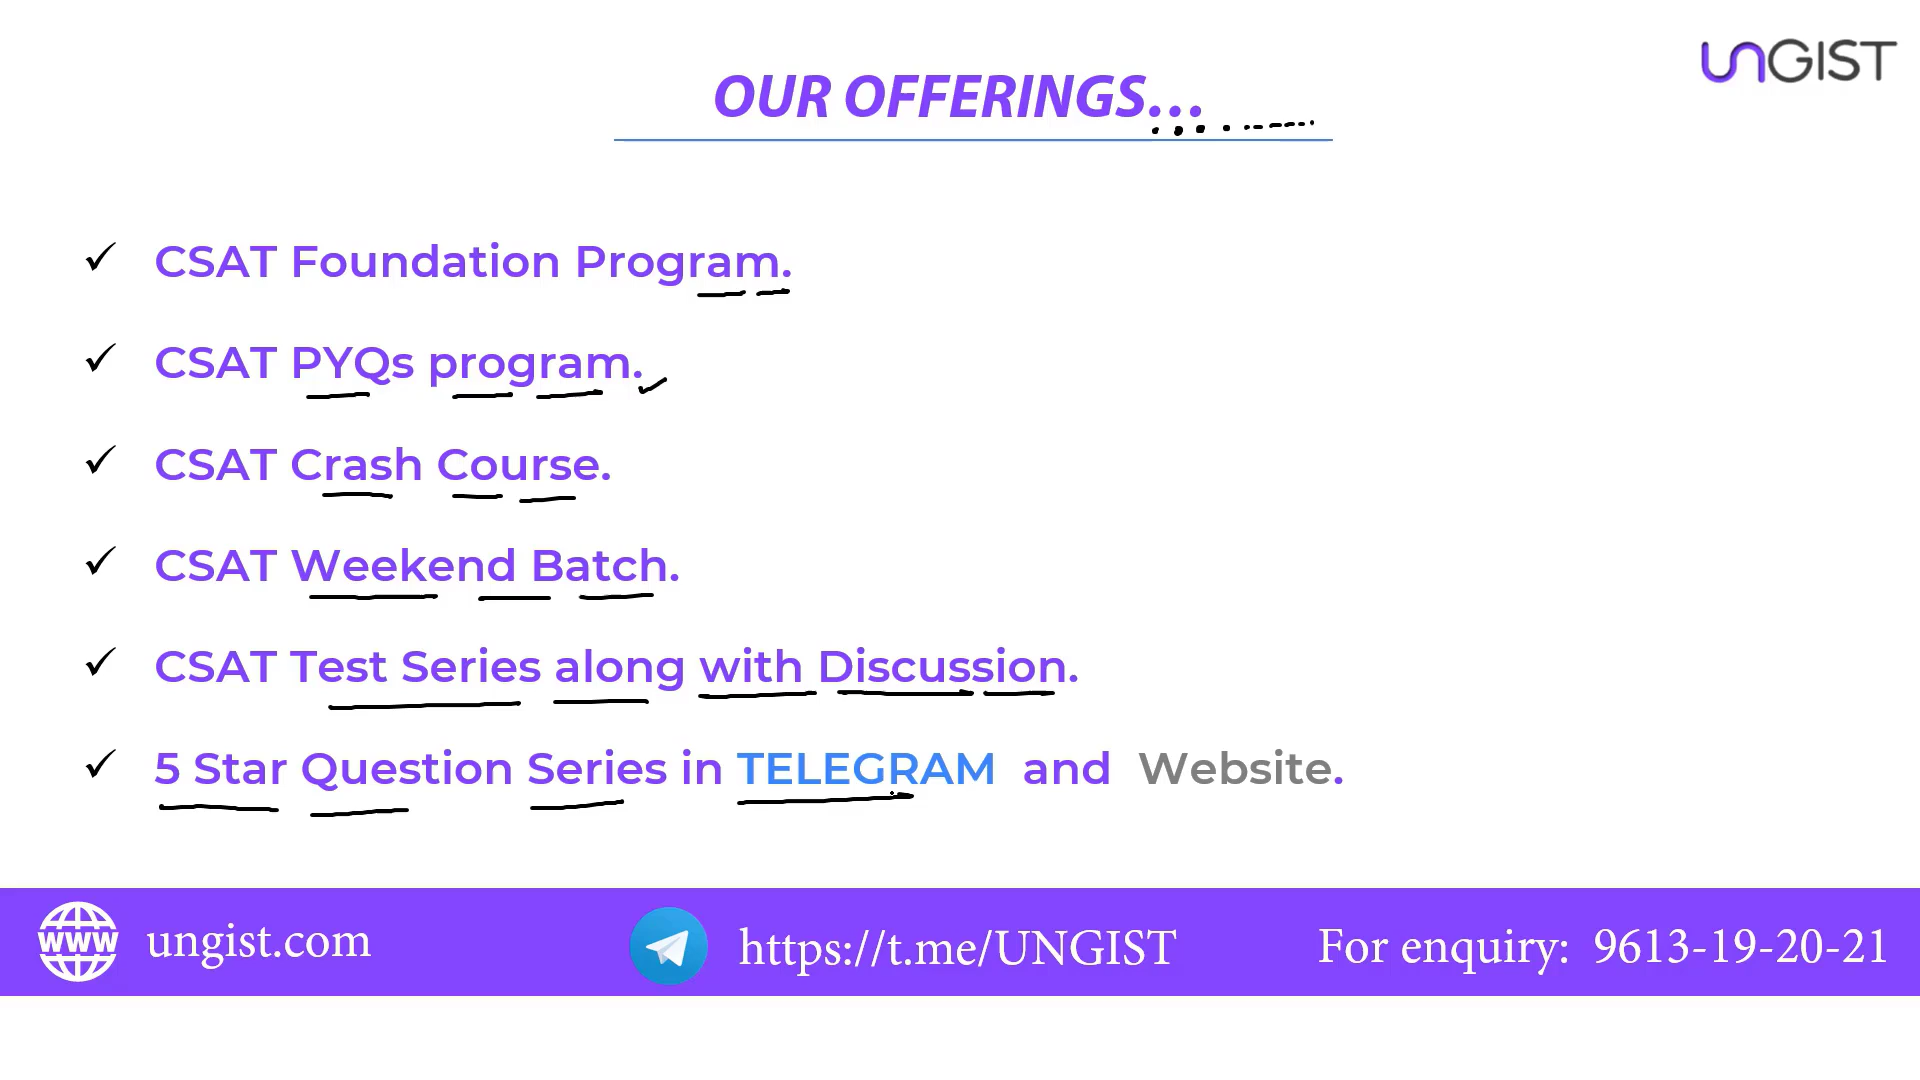 UNGIST
OUR OFFERINGS...
✓ CSAT Foundation Program.
✓ CSAT PYQs program.
✓ CSAT Crash Course.
✓ CSAT Weekend Batch.
✓ CSAT Test Series along with Discussion.
✓ 5 Star Question Series in TELEGRAM and Website.
WWW ungist.com https://t.me/UNGIST For enquiry: 9613-19-20-21